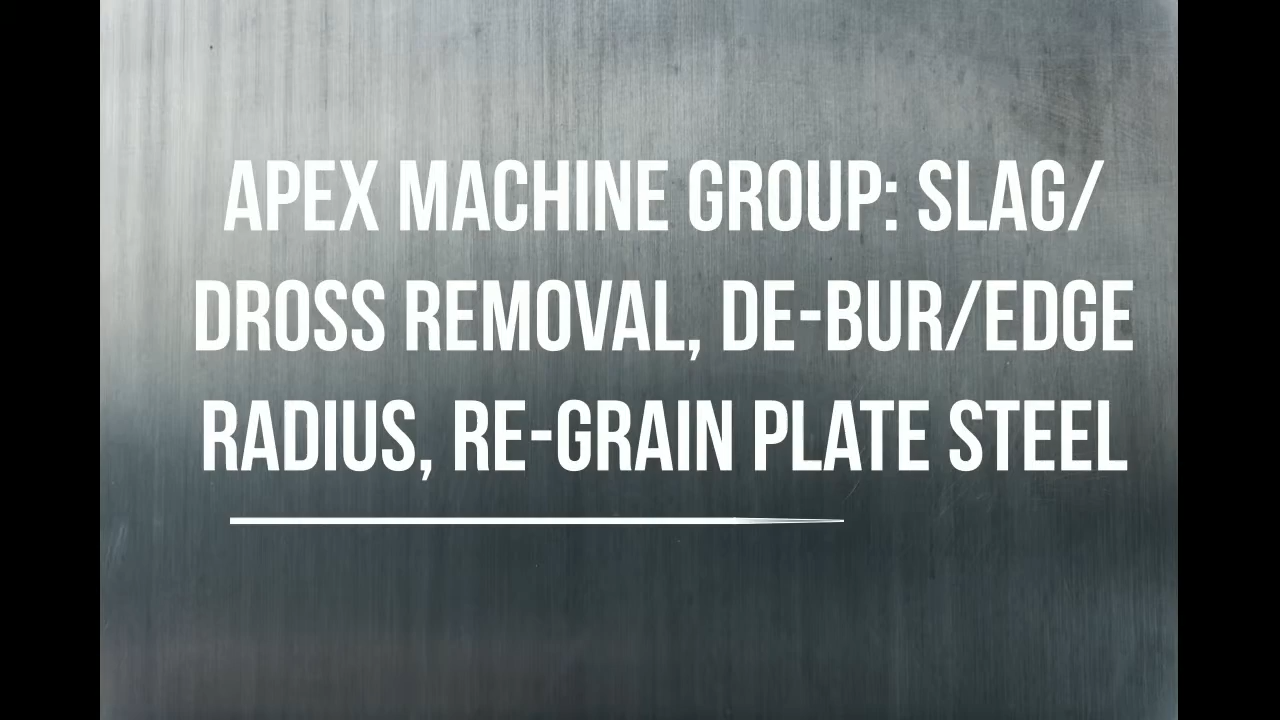 APEX MACHINE GROUP: SLAG/
DROSS REMOVAL, DE-BUR/EDGE
RADIUS, RE-GRAIN PLATE STEEL